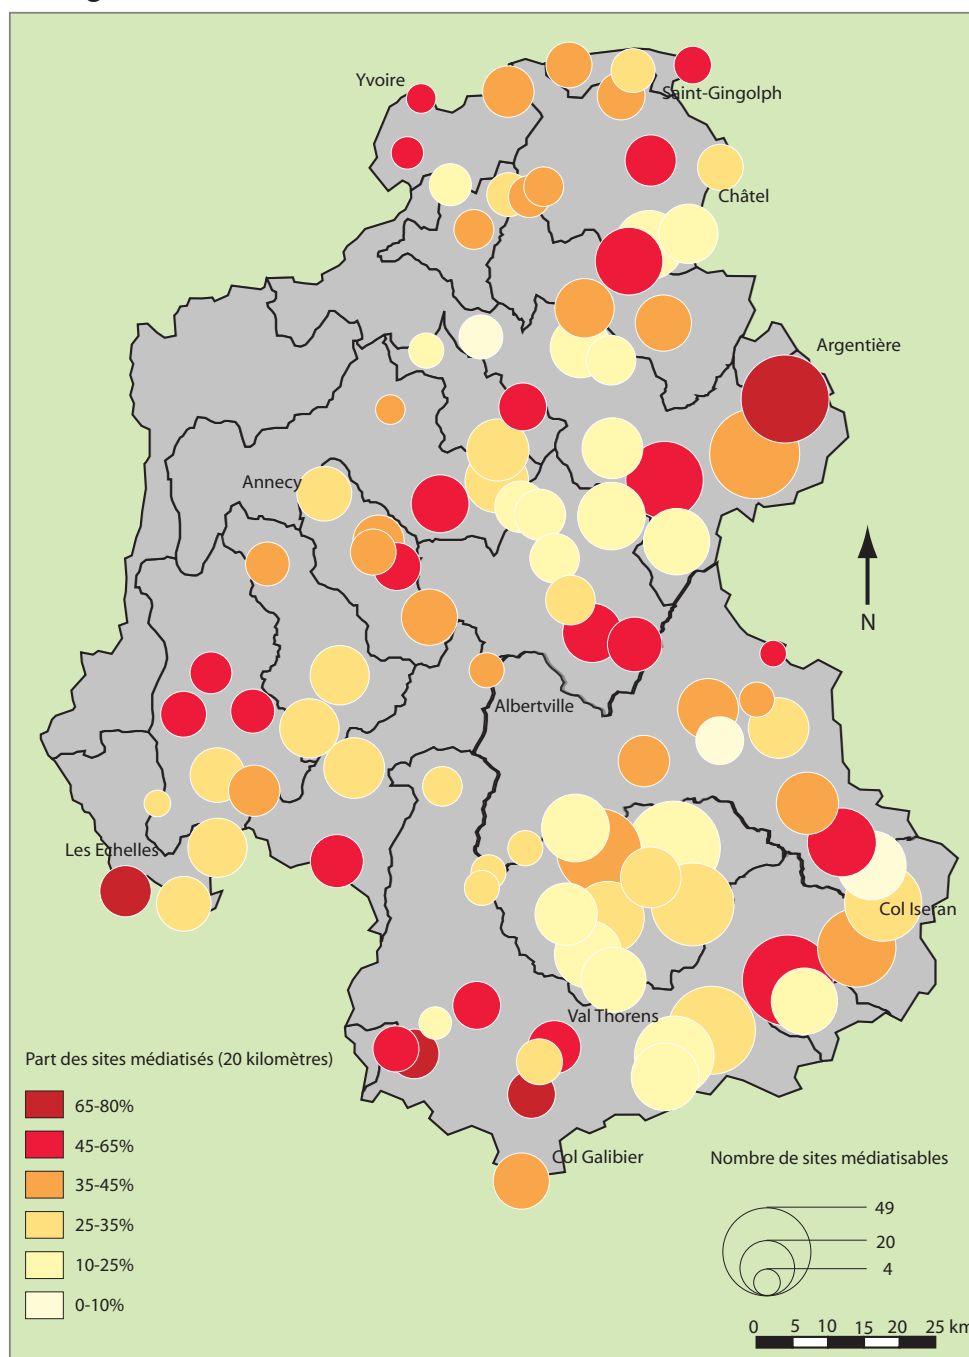 Yvoire
Saint-Gingolph
Châtel
Argentière
Annecy
N
Albertville
Les Echelles
Col Iseran
Val Thorens
Part des sites médiatisés (20 kilomètres)
65-80%
45-65%
35-45%
25-35%
10-25%
0-10%
Col Galibier
Nombre de sites médiatisables
49
20
4
0 5 10 15 20 25 km